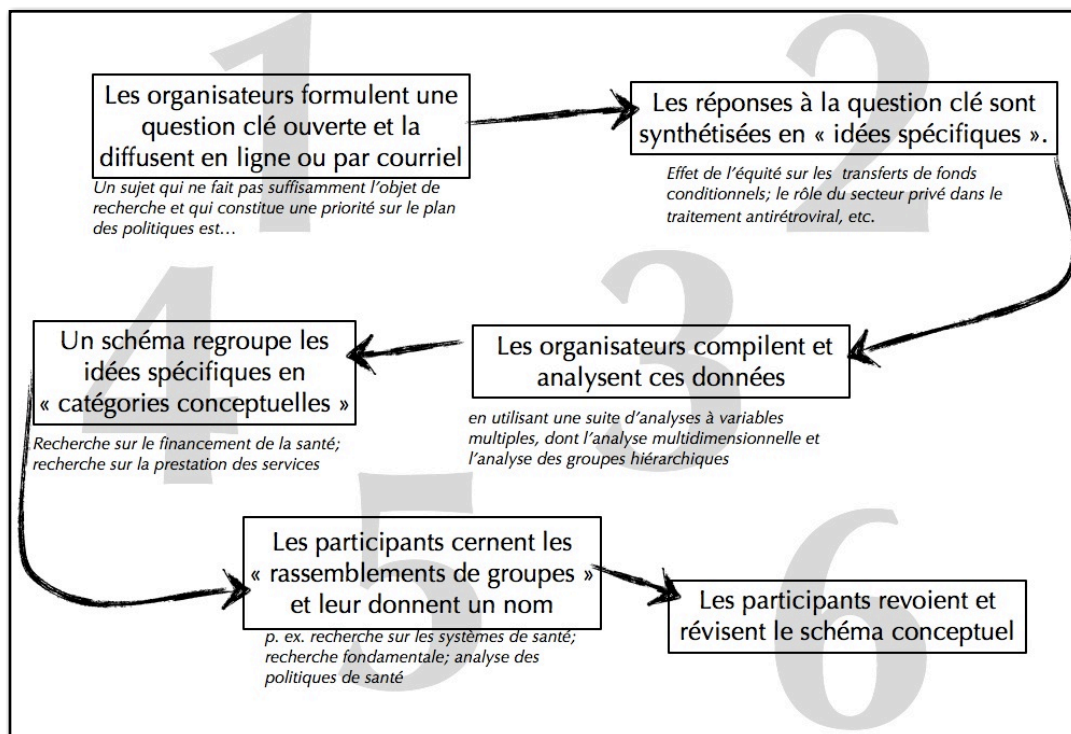 1
Les organisateurs formulent une
question clé ouverte et la
diffusent en ligne ou par courriel
Un sujet qui ne fait pas suffisamment l’objet de
recherche et qui constitue une priorité sur le plan
des politiques est…
2
Les réponses à la question clé sont
synthétisées en « idées spécifiques ».
Effet de l’équité sur les transferts de fonds
conditionnels; le rôle du secteur privé dans le
traitement antirétroviral, etc.
3
Les organisateurs compilent et
analysent ces données
en utilisant une suite d’analyses à variables
multiples, dont l’analyse multidimensionnelle et
l’analyse des groupes hiérarchiques
4
Un schéma regroupe les
idées spécifiques en
« catégories conceptuelles »
Recherche sur le financement de la santé;
recherche sur la prestation des services
5
Les participants cernent les
« rassemblements de groupes »
et leur donnent un nom
p. ex. recherche sur les systèmes de santé;
recherche fondamentale; analyse des
politiques de santé
6
Les participants revoient et
révisent le schéma conceptuel